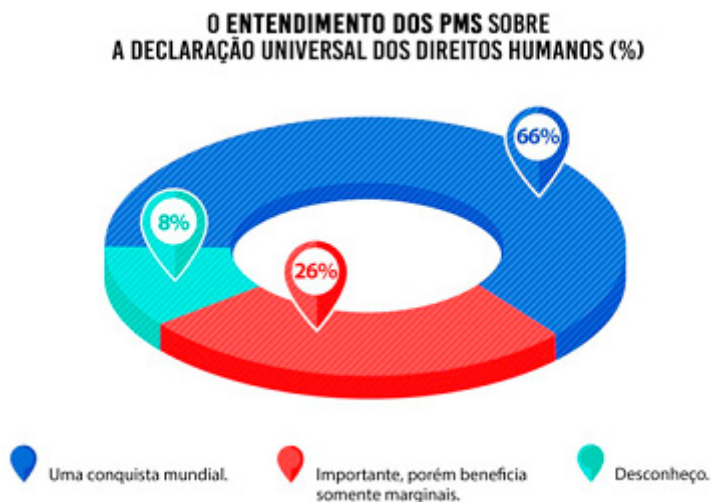 O ENTENDIMENTO DOS PMS SOBRE
A DECLARAÇÃO UNIVERSAL DOS DIREITOS HUMANOS (%)
66%
8%
26%
Uma conquista mundial.
Importante, porém beneficia
somente marginais.
Desconheço.